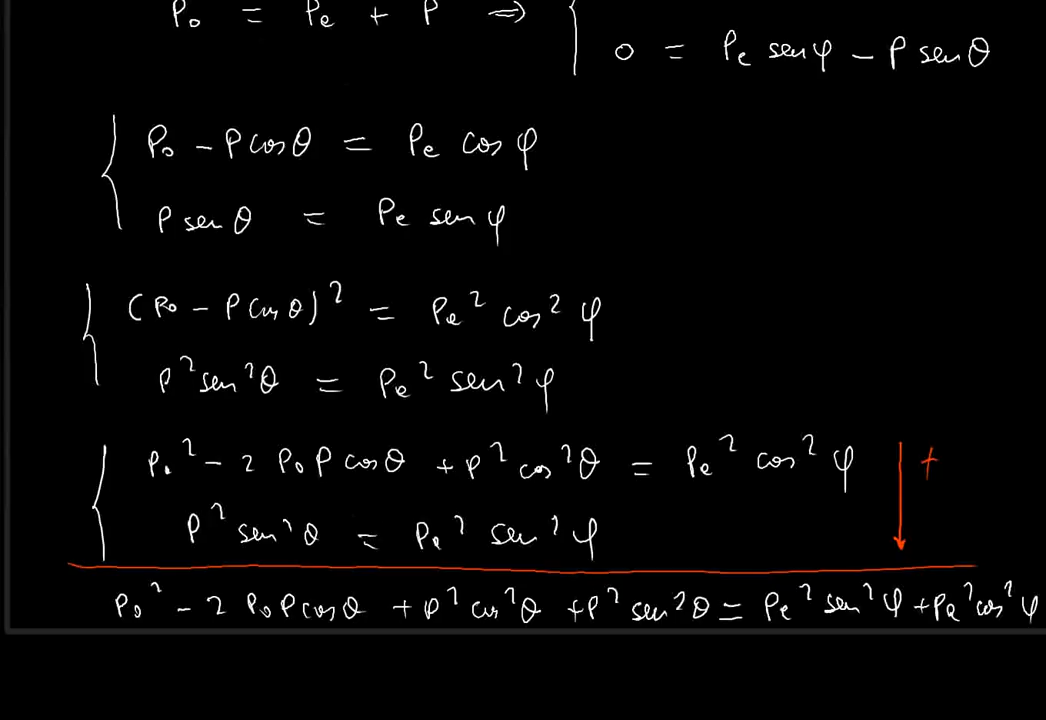 P₀ = Pₑ + P ⇒
0 = Pₑ sen φ − P sen θ
P₀ − P cos θ = Pₑ cos φ
P sen θ = Pₑ sen φ
(P₀ − P cos θ)² = Pₑ² cos² φ
P² sen² θ = Pₑ² sen² φ
P₀² − 2 P₀ P cos θ + P² cos² θ = Pₑ² cos² φ +
P² sen² θ = Pₑ² sen² φ
P₀² − 2 P₀ P cos θ + P² cos² θ + P² sen² θ = Pₑ² sen² φ + Pₑ² cos² φ